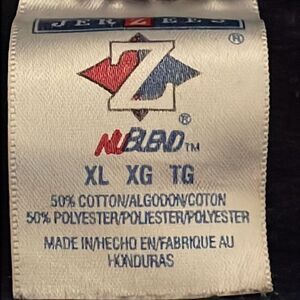 JERZEES
®
Z
®
NUBLEND™
XL XG TG
50% COTTON/ALGODON/COTON
50% POLYESTER/POLIESTER/POLYESTER
MADE IN/HECHO EN/FABRIQUE AU
HONDURAS